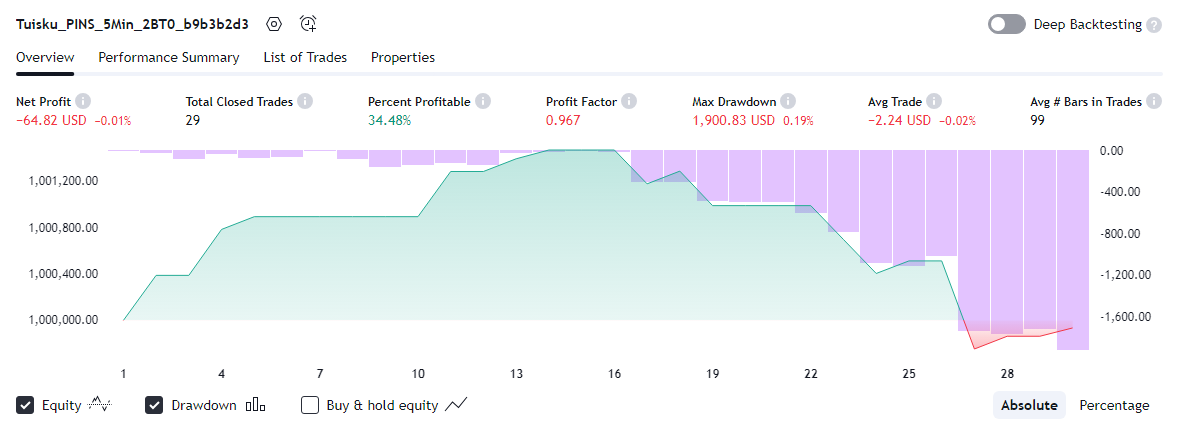 Tuisku_PINS_5Min_2BT0_b9b3b2d3 Deep Backtesting ?
Overview Performance Summary List of Trades Properties
Net Profit i Total Closed Trades i Percent Profitable i Profit Factor i Max Drawdown i Avg Trade i Avg # Bars in Trades i
−64.82 USD −0.01% 29 34.48% 0.967 1,900.83 USD 0.19% −2.24 USD −0.02% 99
0.00
1,001,200.00
-400.00
1,000,800.00
-800.00
1,000,400.00
-1,200.00
1,000,000.00
-1,600.00
1 4 7 10 13 16 19 22 25 28
Equity Drawdown Buy & hold equity Absolute Percentage